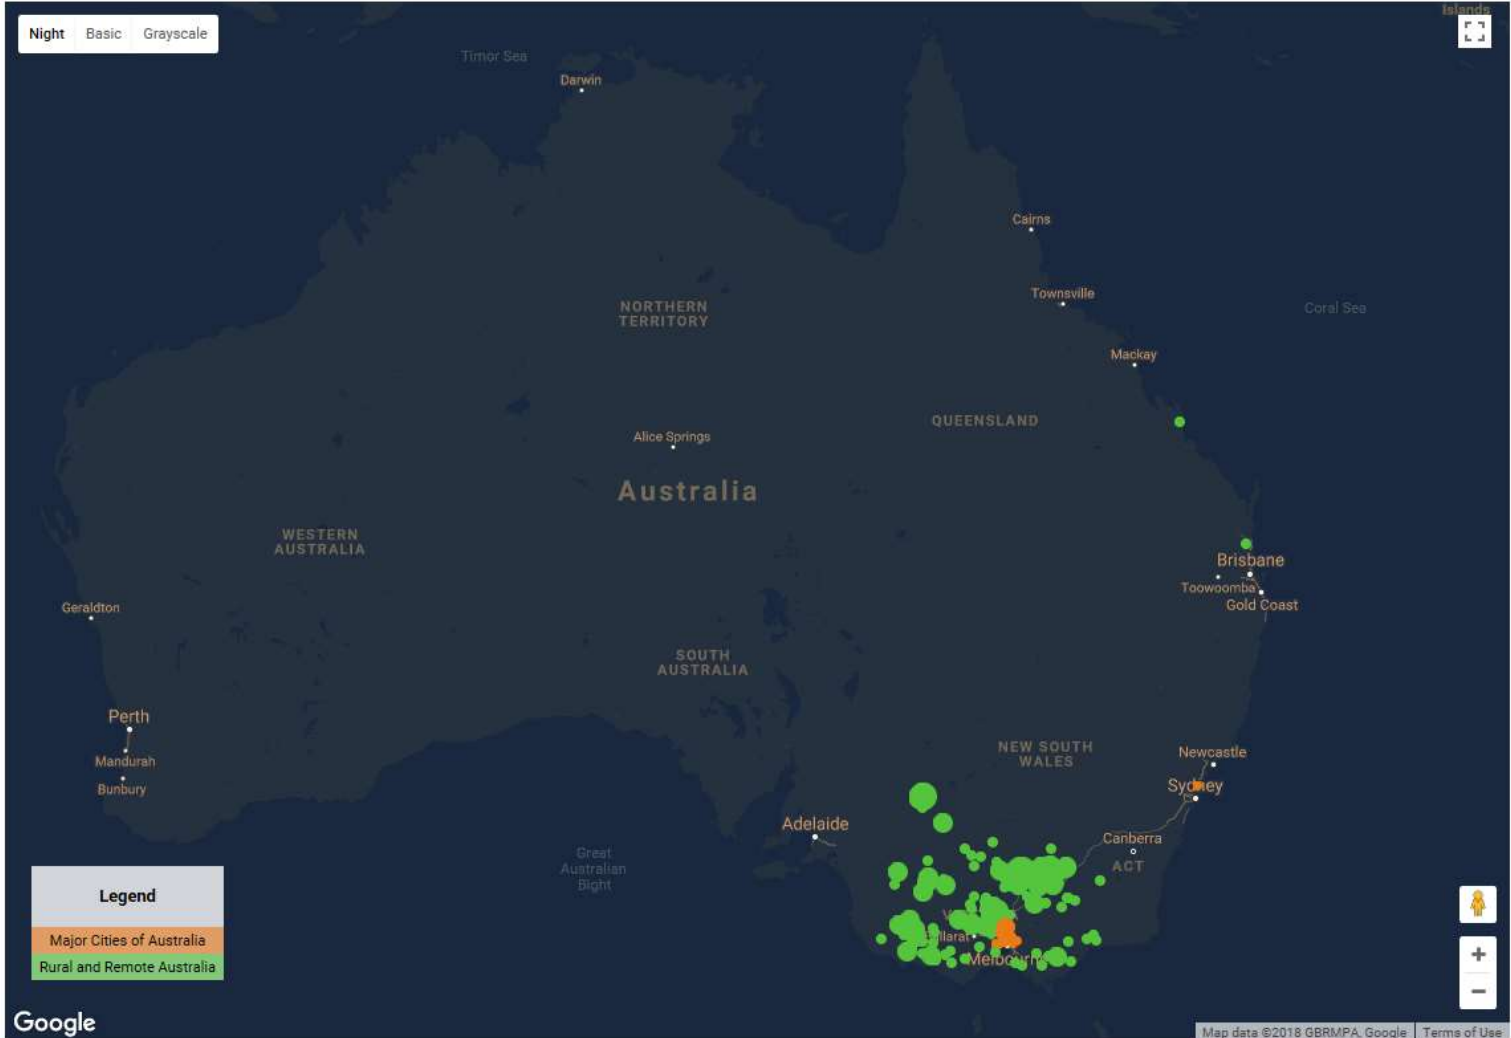 Islands
Night Basic Grayscale
Timor Sea
Darwin
Cairns
Townsville
NORTHERN
TERRITORY
Coral Sea
Mackay
QUEENSLAND
Alice Springs
Australia
WESTERN
AUSTRALIA
Brisbane
Toowoomba
Gold Coast
Geraldton
SOUTH
AUSTRALIA
Perth
Mandurah
Bunbury
NEW SOUTH
WALES
Newcastle
Sydney
Adelaide
Canberra
ACT
Great
Australian
Bight
Melbourne
Legend
Major Cities of Australia
Rural and Remote Australia
+
−
Google
Map data ©2018 GBRMPA, Google Terms of Use